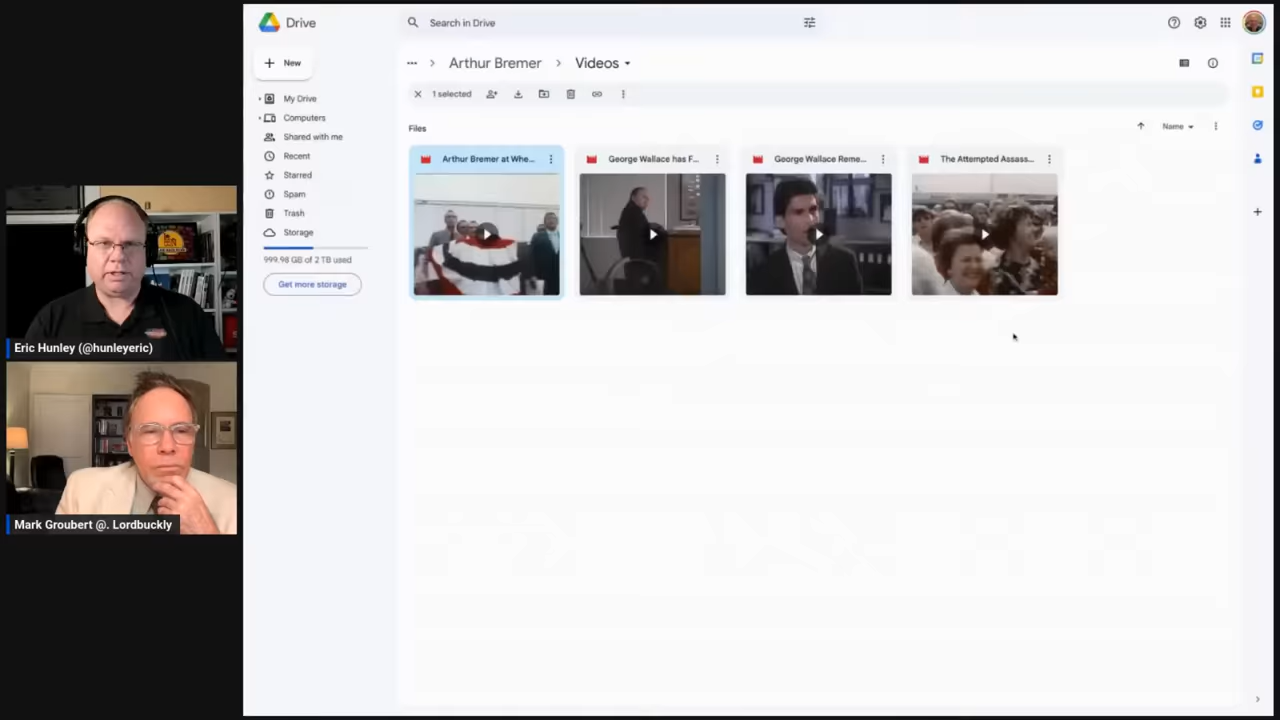 Drive
Search in Drive
New
Arthur Bremer
Videos
1 selected
My Drive
Computers
Shared with me
Recent
Starred
Spam
Trash
Storage
999.98 GB of 2 TB used
Get more storage
Files
Name
Arthur Bremer at Whe...
George Wallace has F...
George Wallace Reme...
The Attempted Assass...
Eric Hunley (@hunleyeric)
Mark Groubert @. Lordbuckly